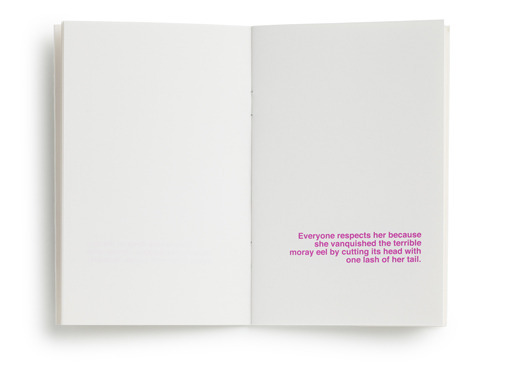 Everyone respects her because
she vanquished the terrible
moray eel by cutting its head with
one lash of her tail.